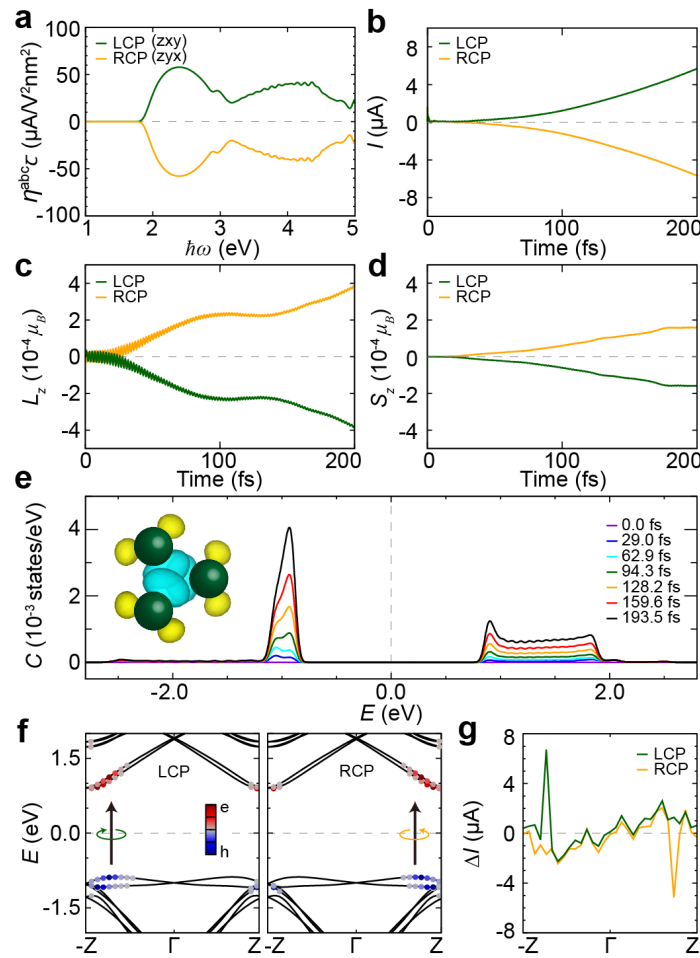 a
LCP (zxy)
RCP (zyx)
100
50
0
-50
-100
η^abc τ (µA/V²nm²)
1 2 3 4 5
ħω (eV)
b
LCP
RCP
8
4
0
-4
-8
I (µA)
0 100 200
Time (fs)
c
LCP
RCP
4
2
0
-2
-4
L_z (10⁻⁴ µ_B)
0 100 200
Time (fs)
d
LCP
RCP
4
2
0
-2
-4
S_z (10⁻⁴ µ_B)
0 100 200
Time (fs)
e
4
2
0
C (10⁻³ states/eV)
0.0 fs
29.0 fs
62.9 fs
94.3 fs
128.2 fs
159.6 fs
193.5 fs
-2.0 0.0 2.0
E (eV)
f
1.0
0.0
-1.0
E (eV)
LCP
e
h
-Z Γ Z
RCP
-Z Γ Z
g
LCP
RCP
8
4
0
-4
-8
ΔI (µA)
-Z Γ Z